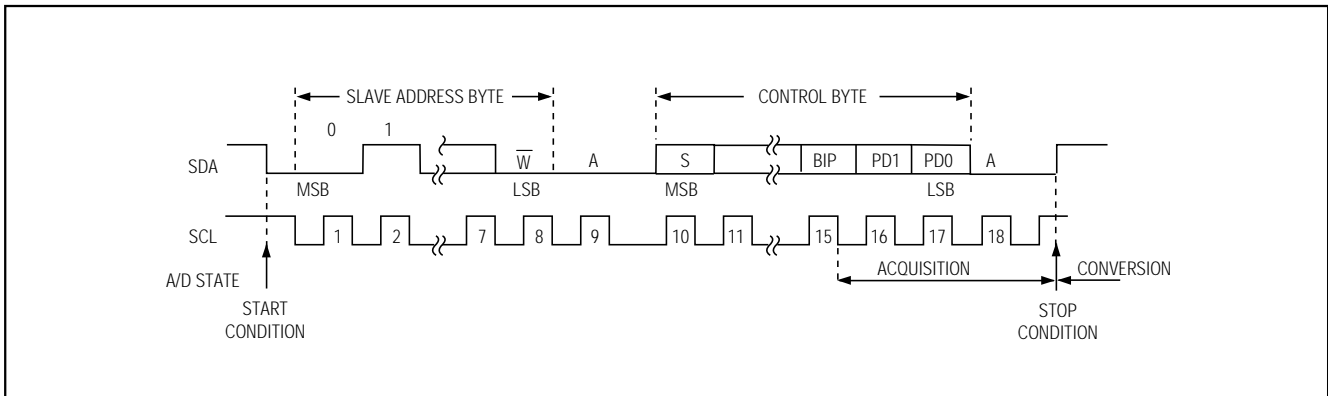 SLAVE ADDRESS BYTE
CONTROL BYTE
0 1
SDA
W̅ A S BIP PD1 PD0 A
MSB LSB MSB LSB
SCL
1 2 7 8 9 10 11 15 16 17 18
A/D STATE
ACQUISITION
CONVERSION
START
CONDITION
STOP
CONDITION